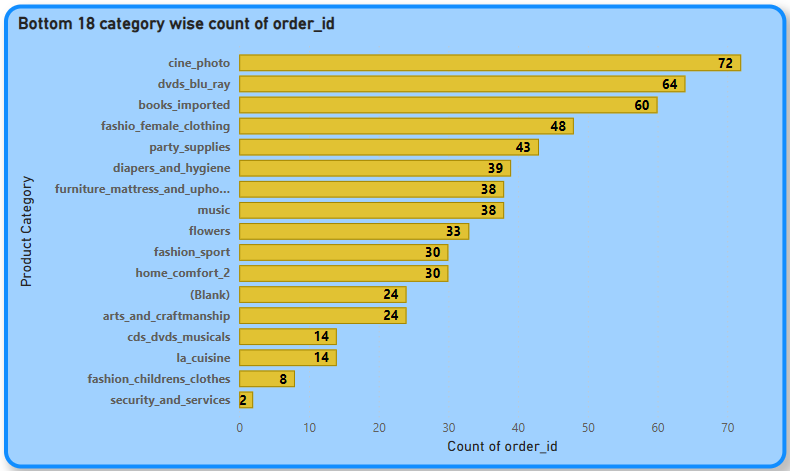 Bottom 18 category wise count of order_id
Product Category
cine_photo 72
dvds_blu_ray 64
books_imported 60
fashio_female_clothing 48
party_supplies 43
diapers_and_hygiene 39
furniture_mattress_and_upho... 38
music 38
flowers 33
fashion_sport 30
home_comfort_2 30
(Blank) 24
arts_and_craftmanship 24
cds_dvds_musicals 14
la_cuisine 14
fashion_childrens_clothes 8
security_and_services 2
0 10 20 30 40 50 60 70
Count of order_id